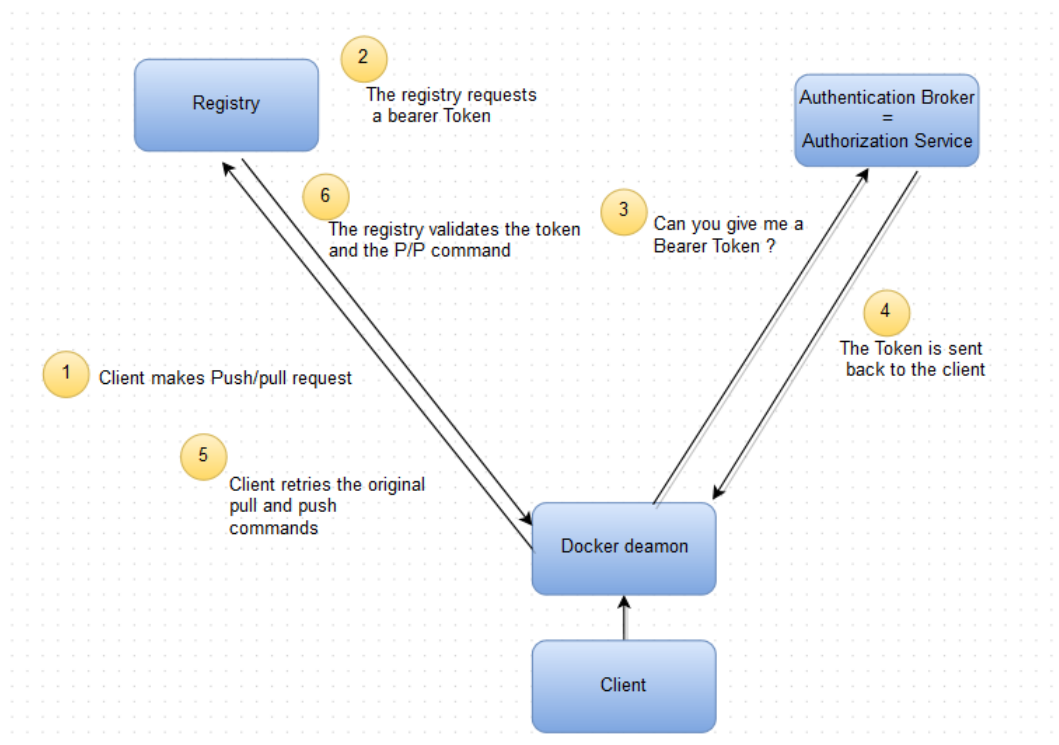 2
The registry requests
a bearer Token
Registry
Authentication Broker
=
Authorization Service
6
The registry validates the token
and the P/P command
3
Can you give me a
Bearer Token ?
4
The Token is sent
back to the client
1
Client makes Push/pull request
5
Client retries the original
pull and push
commands
Docker deamon
Client